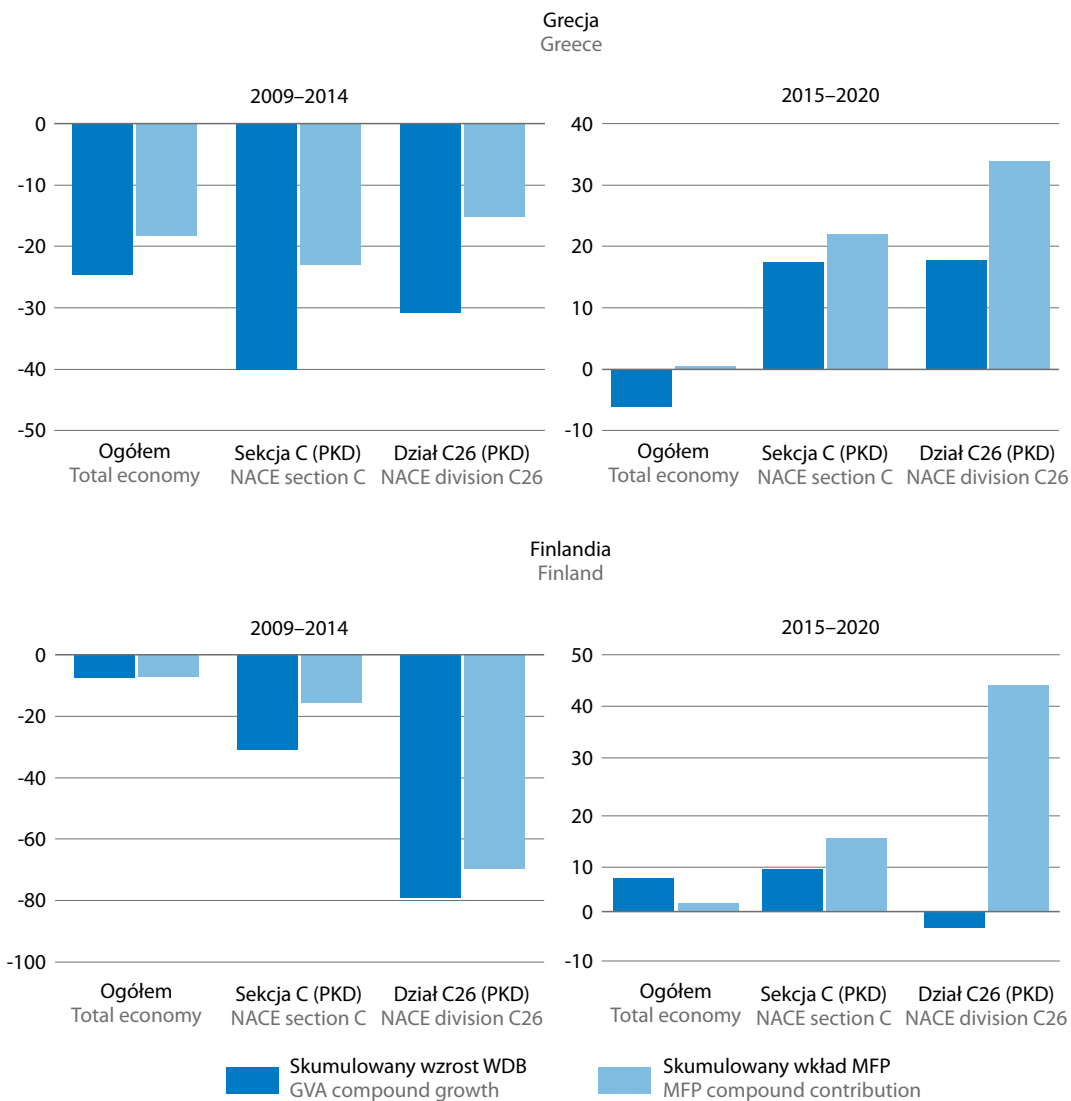 Grecja
Greece
2009–2014
0
-10
-20
-30
-40
-50
Ogółem
Total economy
Sekcja C (PKD)
NACE section C
Dział C26 (PKD)
NACE division C26
2015–2020
40
30
20
10
0
-10
Ogółem
Total economy
Sekcja C (PKD)
NACE section C
Dział C26 (PKD)
NACE division C26
Finlandia
Finland
2009–2014
0
-20
-40
-60
-80
-100
Ogółem
Total economy
Sekcja C (PKD)
NACE section C
Dział C26 (PKD)
NACE division C26
2015–2020
50
40
30
20
10
0
-10
Ogółem
Total economy
Sekcja C (PKD)
NACE section C
Dział C26 (PKD)
NACE division C26
Skumulowany wzrost WDB
GVA compound growth
Skumulowany wkład MFP
MFP compound contribution